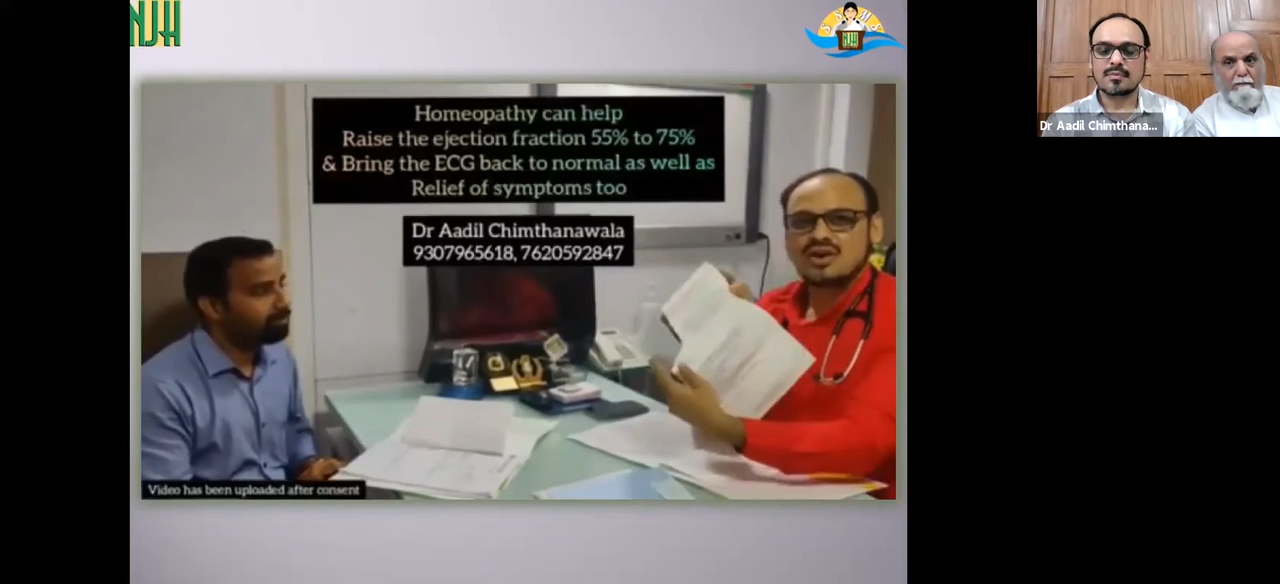 NJH
S S M S
NJH
Homeopathy can help
Raise the ejection fraction 55% to 75%
& Bring the ECG back to normal as well as
Relief of symptoms too
Dr Aadil Chimthanawala
9307965618, 7620592847
Video has been uploaded after consent
Dr Aadil Chimthana...